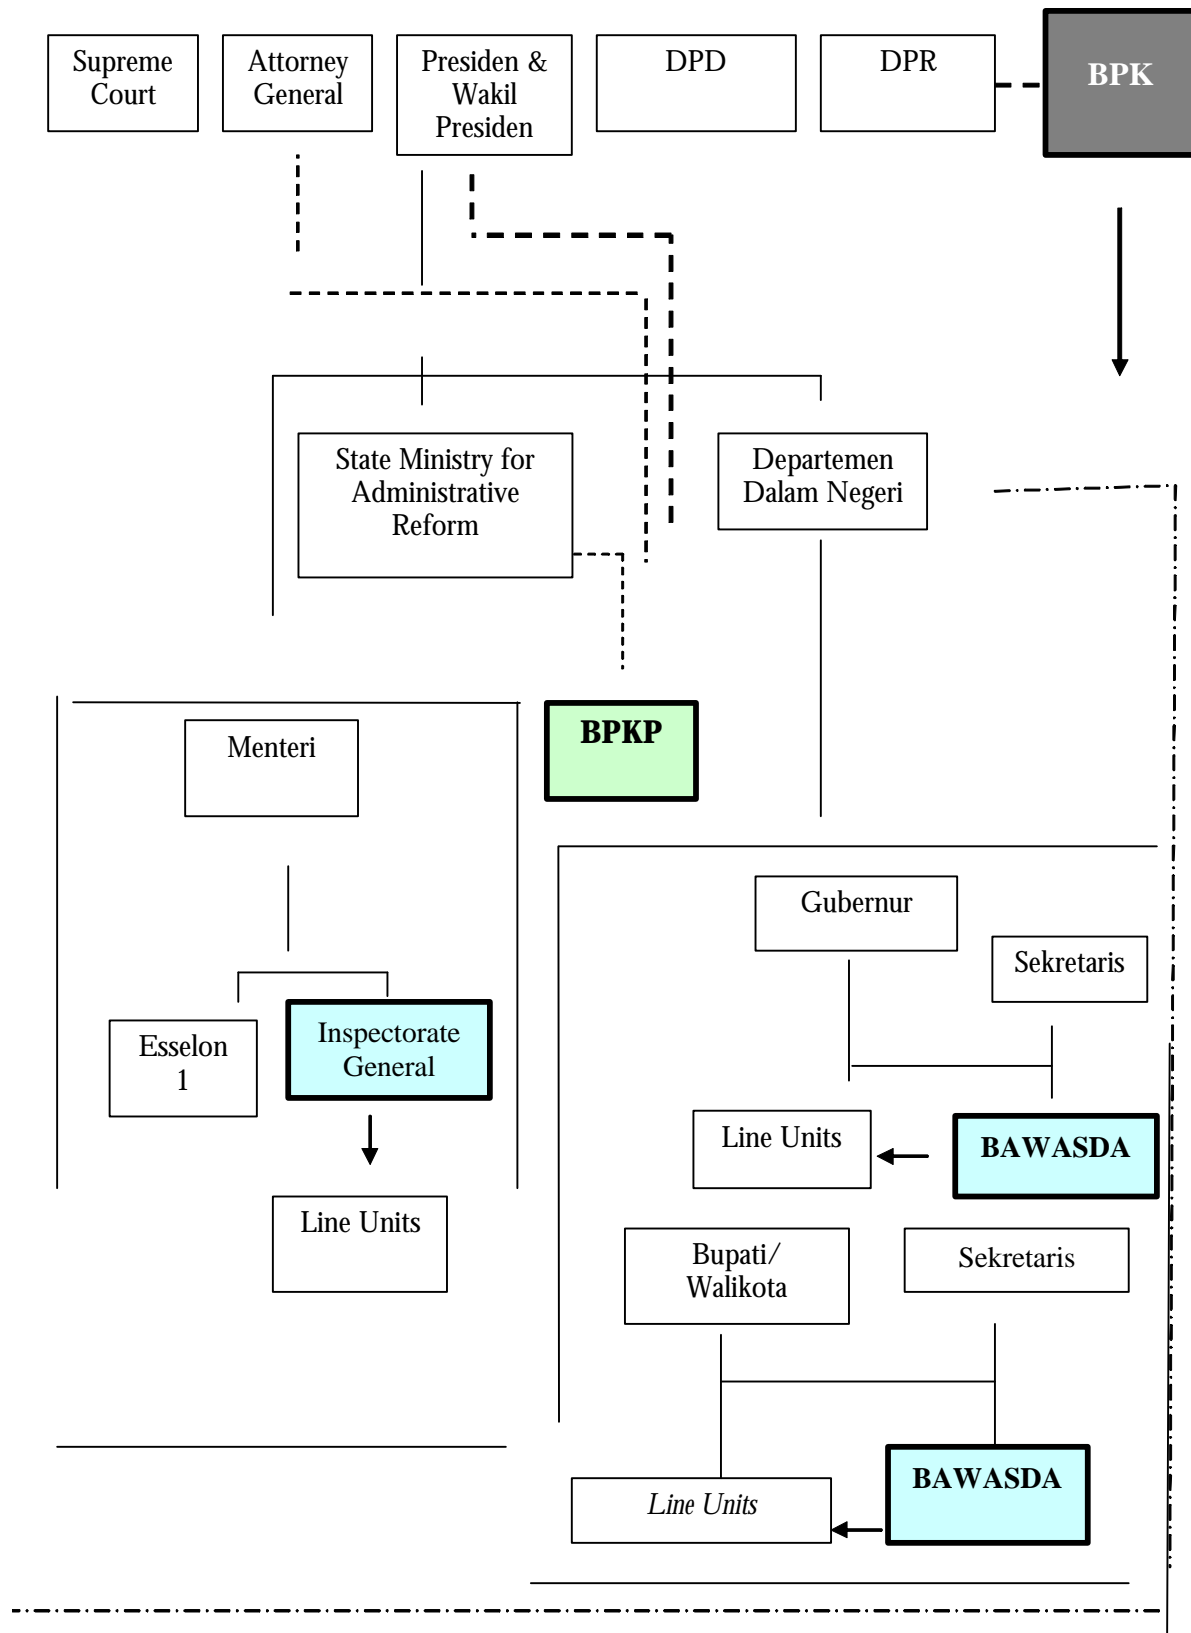 Supreme
Court
Attorney
General
Presiden &
Wakil
Presiden
DPD
DPR
BPK
State Ministry for
Administrative
Reform
Departemen
Dalam Negeri
BPKP
Menteri
Gubernur
Sekretaris
Esselon
1
Inspectorate
General
Line Units
BAWASDA
Line Units
Bupati/
Walikota
Sekretaris
Line Units
BAWASDA